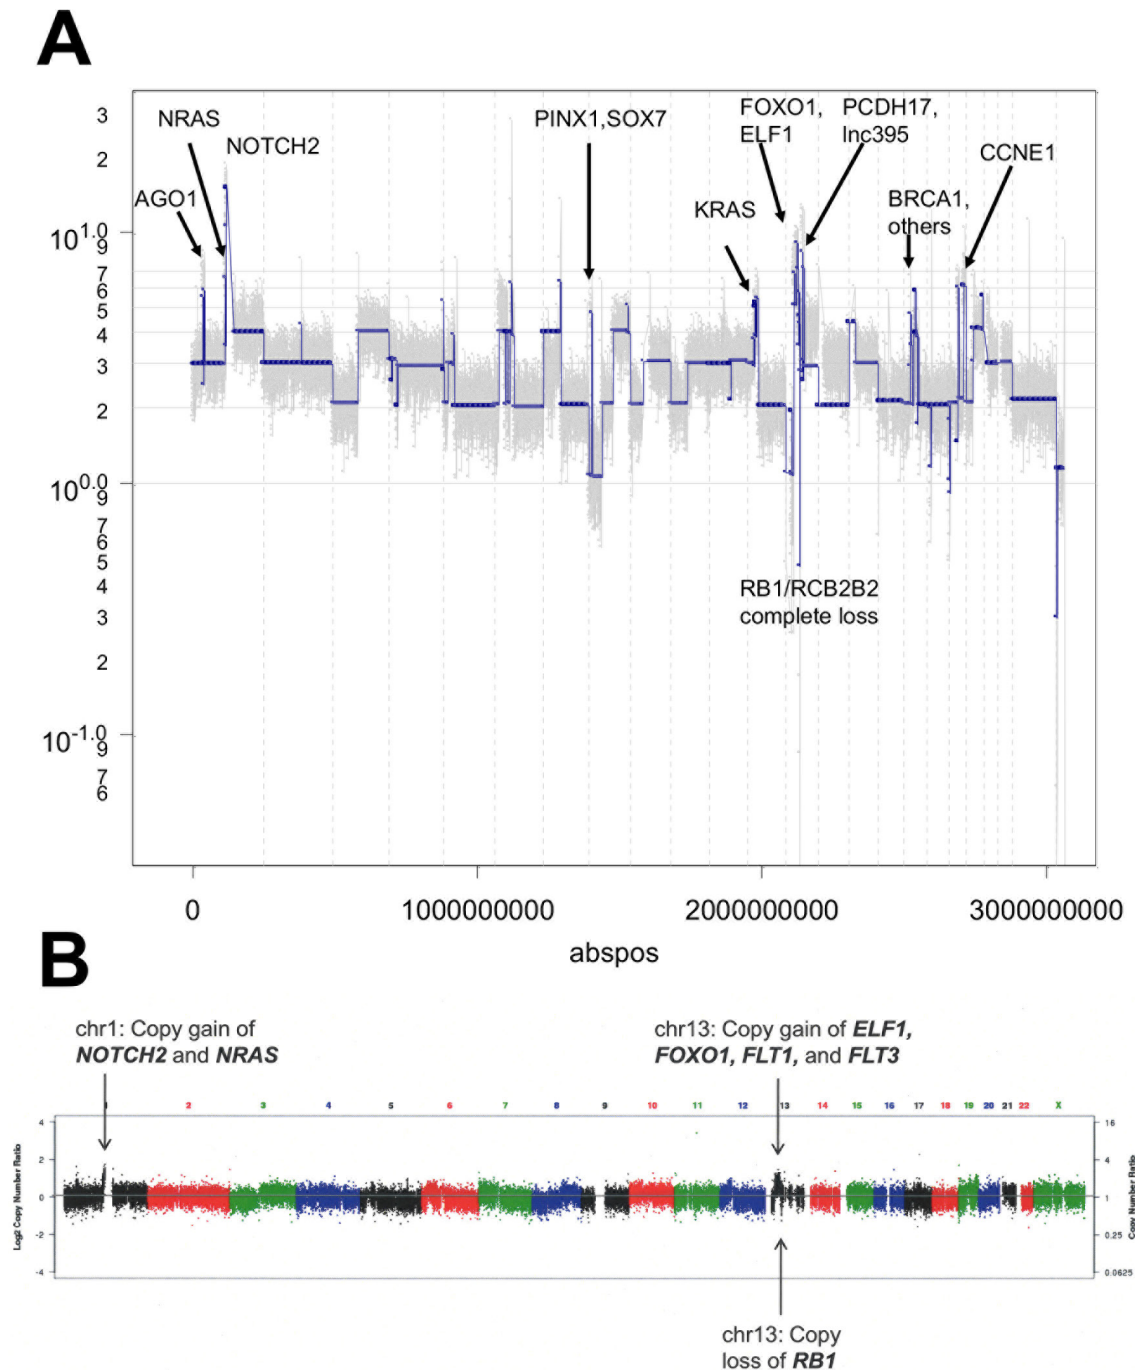 A
NRAS
NOTCH2
AGO1
PINX1,SOX7
FOXO1,
ELF1
PCDH17,
lnc395
KRAS
BRCA1,
others
CCNE1
RB1/RCB2B2
complete loss
3
2
10^1.0
9
7
6
5
4
3
2
10^0.0
9
7
6
5
4
3
2
10^-1.0
9
7
6
0 1000000000 2000000000 3000000000
abspos
B
chr1: Copy gain of
NOTCH2 and NRAS
chr13: Copy gain of ELF1,
FOXO1, FLT1, and FLT3
2 3 4 5 6 7 8 9 10 11 12 13 14 15 16 17 18 19 20 21 22 X
Log2 Copy Number Ratio
4
2
0
-2
-4
16
4
1
0.25
0.0625
Copy Number Ratio
chr13: Copy
loss of RB1